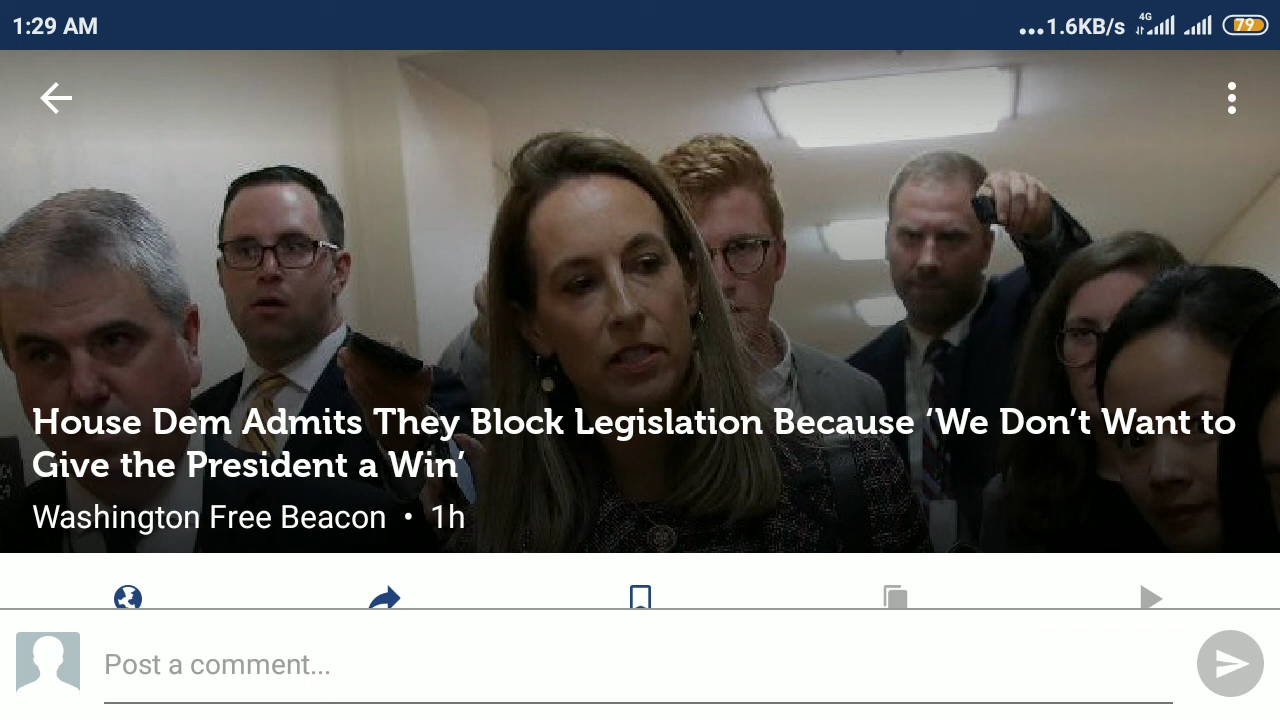 1:29 AM
...1.6KB/s 4G 79
House Dem Admits They Block Legislation Because ‘We Don’t Want to
Give the President a Win’
Washington Free Beacon • 1h
Post a comment...